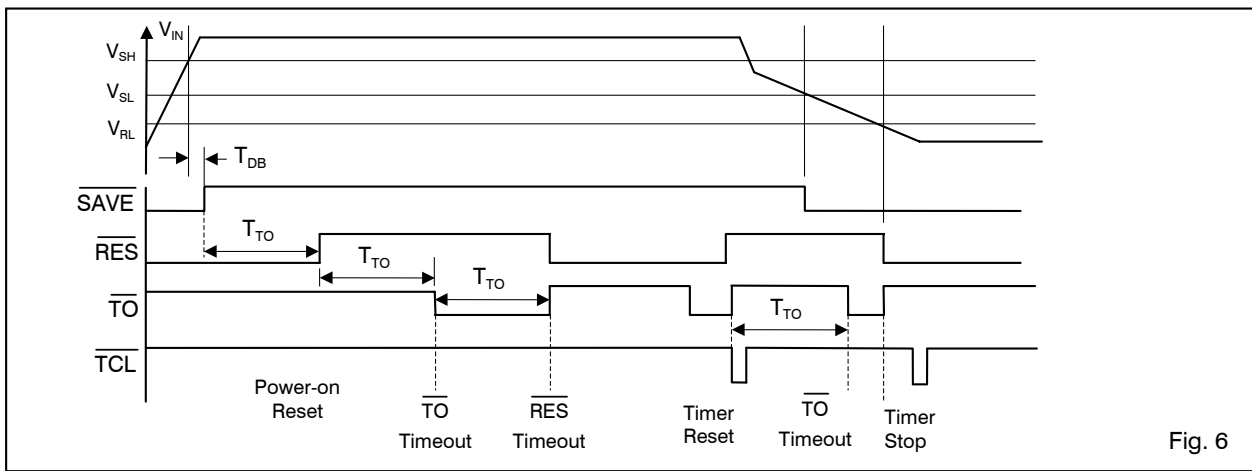 V_IN
V_SH
V_SL
V_RL
T_DB
SAVE
T_TO
RES
T_TO
T_TO
TO
T_TO
TCL
Power-on
Reset
TO
Timeout
RES
Timeout
Timer
Reset
TO
Timeout
Timer
Stop
Fig. 6